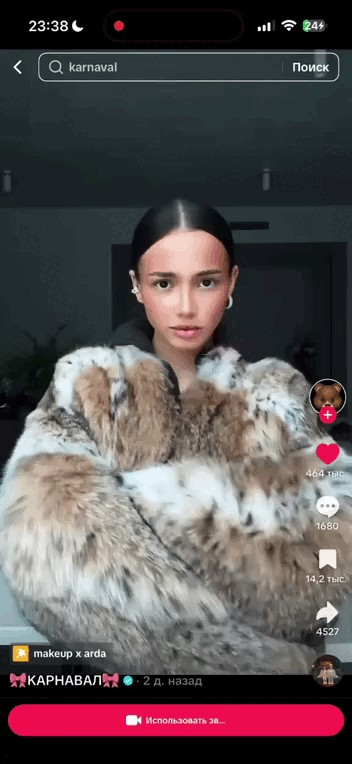 23:38
24
karnaval
Поиск
464 тыс.
1680
14,2 тыс.
4527
makeup x arda
🎀КАРНАВАЛ🎀 · 2 д. назад
Использовать зв...